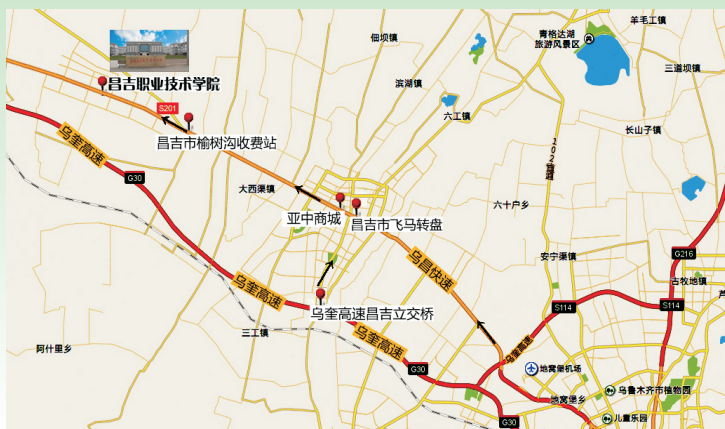 羊毛工镇
佃坝镇
青格达湖
旅游风景区
三道坝镇
昌吉职业技术学院
滨湖镇
六工镇
S201
长山子镇
昌吉市榆树沟收费站
乌奎高速
G30
大西渠镇
亚中商城
昌吉市飞马转盘
六十户乡
安宁渠镇
G216
乌昌快速
古牧地镇
乌奎高速
乌奎高速昌吉立交桥
S114
S114
三工镇
乌奎高速
乌奎高速
阿什里乡
G30
地窝堡机场
乌鲁木齐市植物园
地窝堡乡
儿童乐园
G30